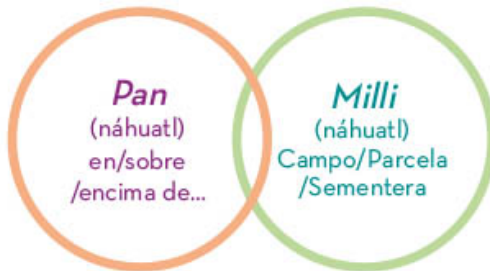 Pan
(náhuatl)
en/sobre
/encima de...
Milli
(náhuatl)
Campo/Parcela
/Sementera